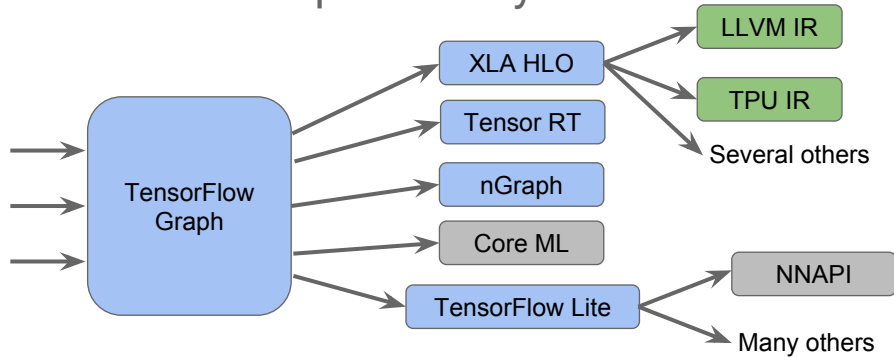 XLA HLO
LLVM IR
TPU IR
Several others
Tensor RT
TensorFlow
Graph
nGraph
Core ML
TensorFlow Lite
NNAPI
Many others